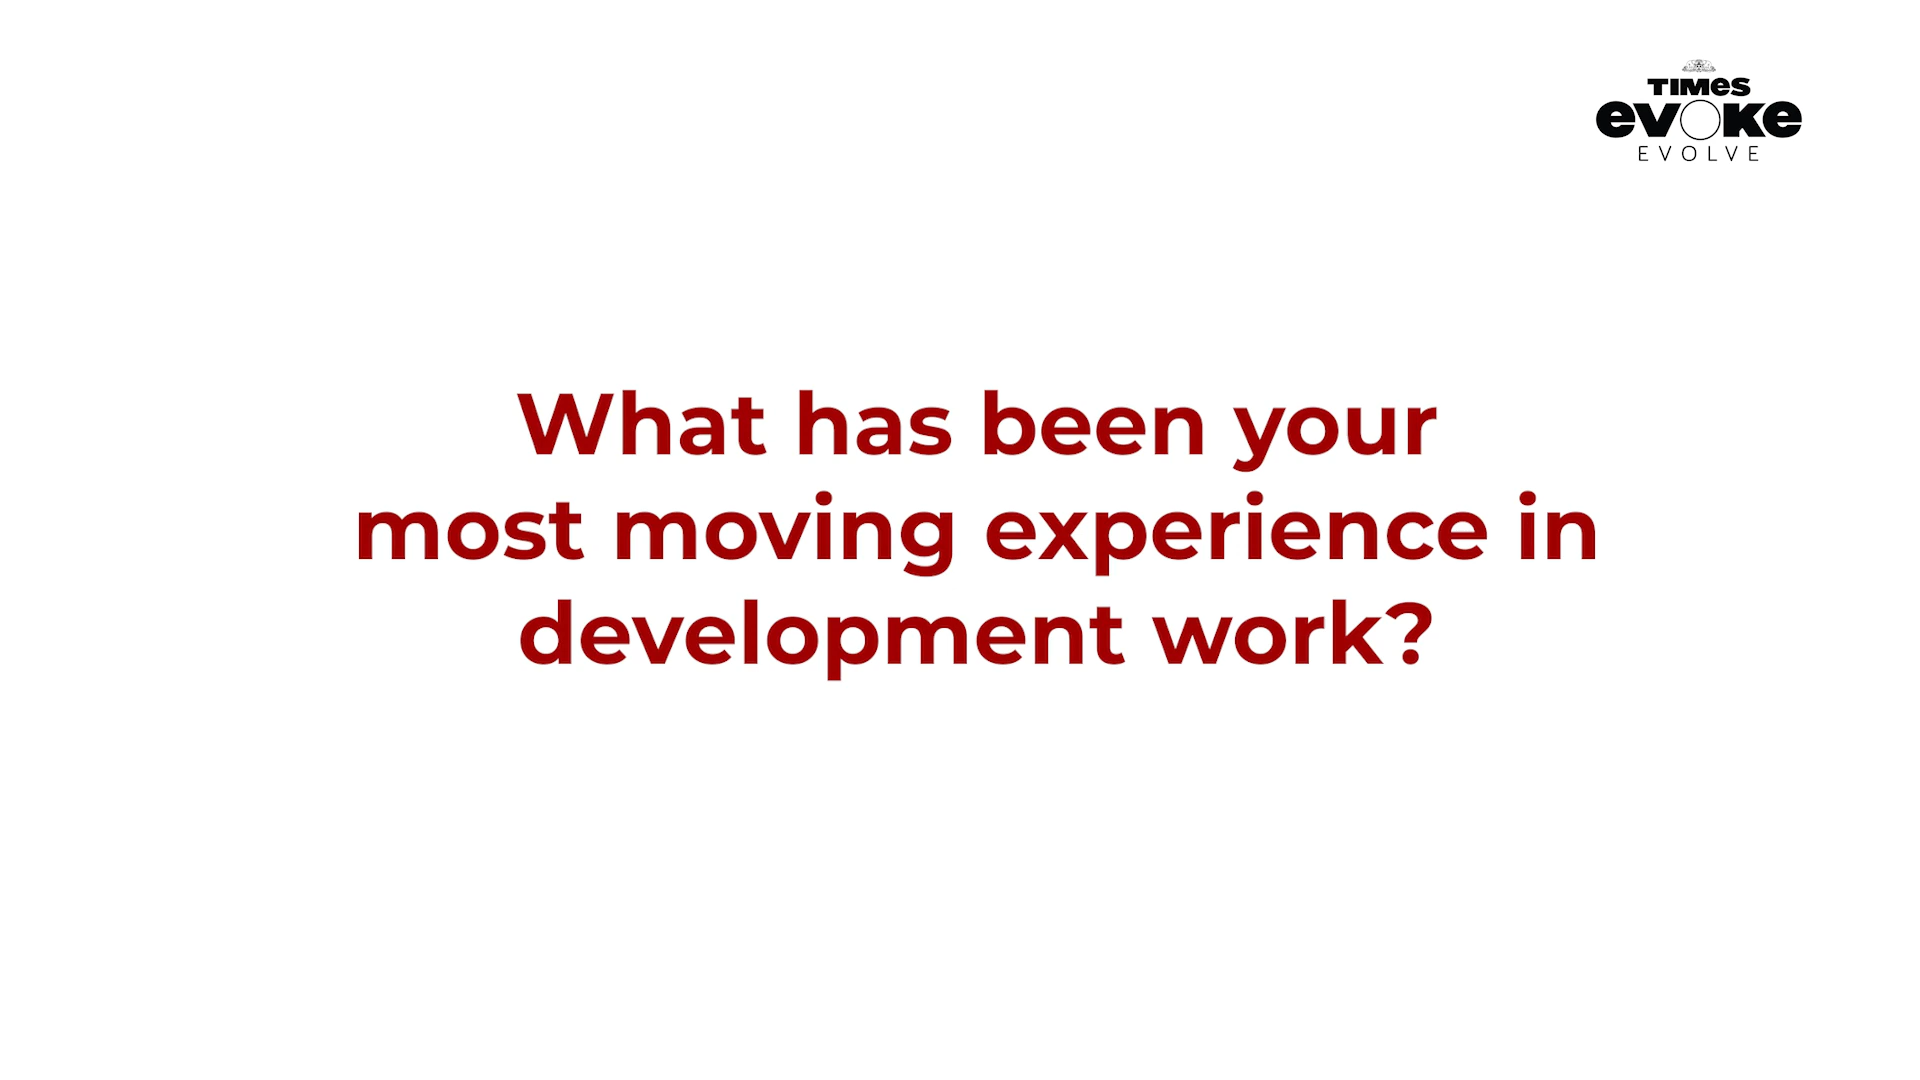 TIMES
evoke
EVOLVE
What has been your
most moving experience in
development work?